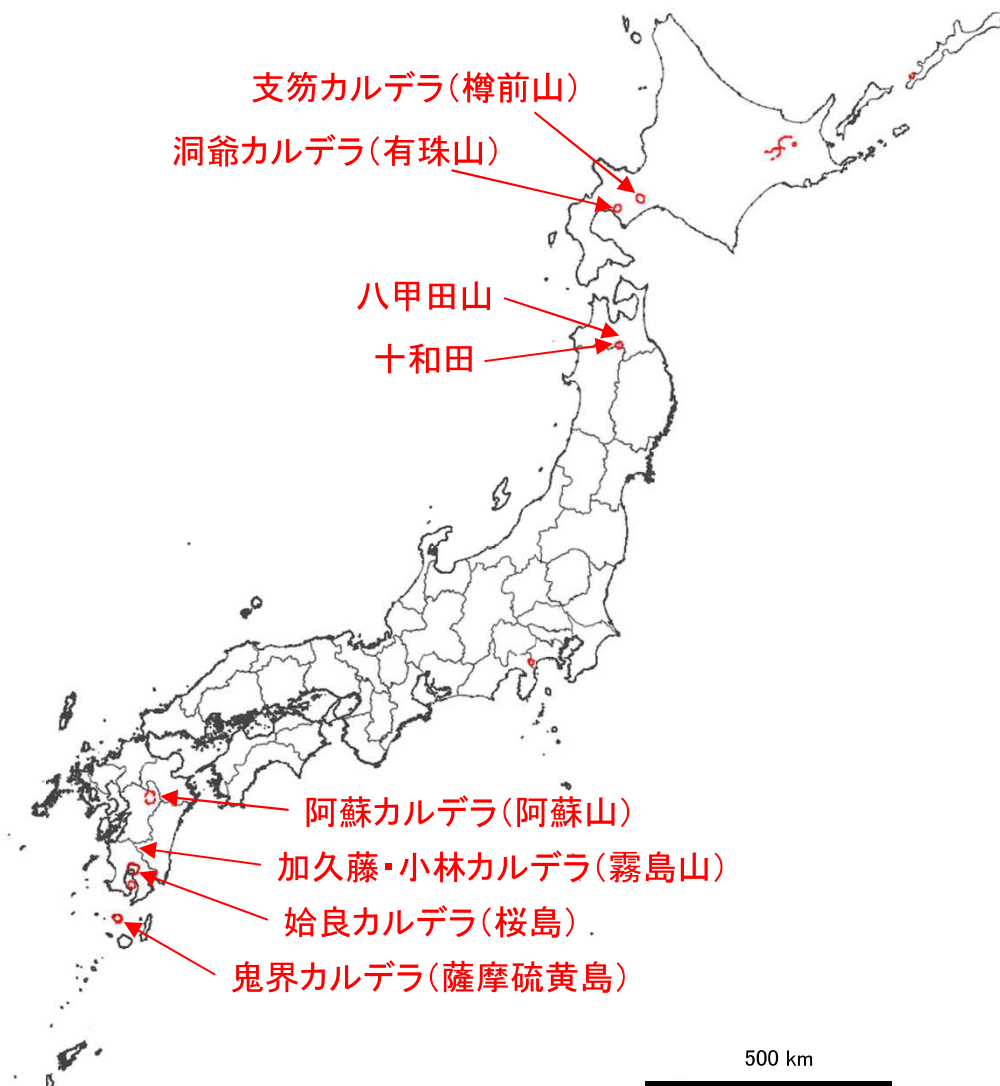 支笏カルデラ(樽前山)
洞爺カルデラ(有珠山)
八甲田山
十和田
阿蘇カルデラ(阿蘇山)
加久藤・小林カルデラ(霧島山)
姶良カルデラ(桜島)
鬼界カルデラ(薩摩硫黄島)
500 km